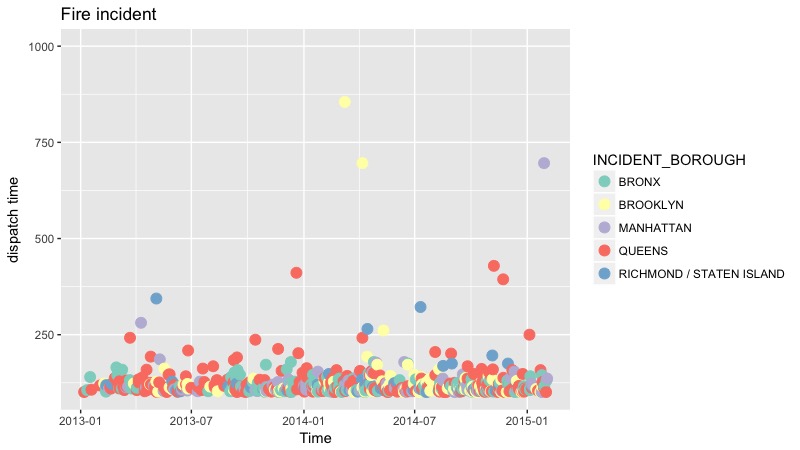 Fire incident
1000
750
500
250
dispatch time
2013-01
2013-07
2014-01
2014-07
2015-01
Time
INCIDENT_BOROUGH
BRONX
BROOKLYN
MANHATTAN
QUEENS
RICHMOND / STATEN ISLAND